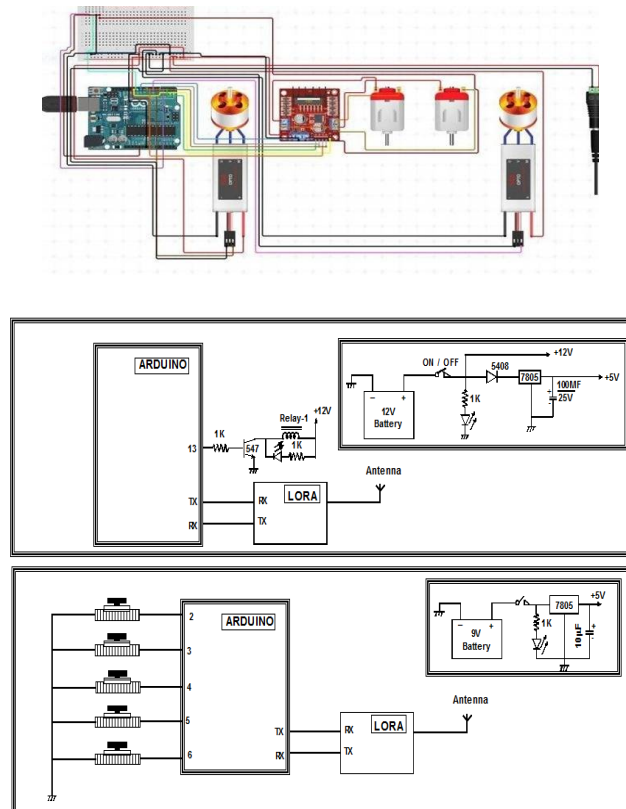 ARDUINO
ON / OFF
5408
+12V
7805
+5V
1K
100MF
25V
12V
Battery
13
1K
547
Relay-1
+12V
1K
Antenna
TX
RX
RX
TX
LORA
2
ARDUINO
3
4
5
6
7805
+5V
1K
10µF
9V
Battery
Antenna
TX
RX
RX
TX
LORA